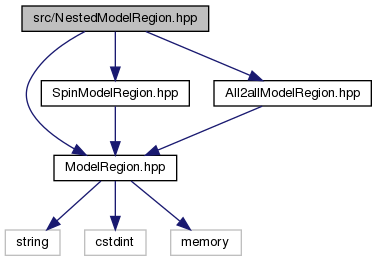 src/NestedModelRegion.hpp
SpinModelRegion.hpp
All2allModelRegion.hpp
ModelRegion.hpp
string
cstdint
memory